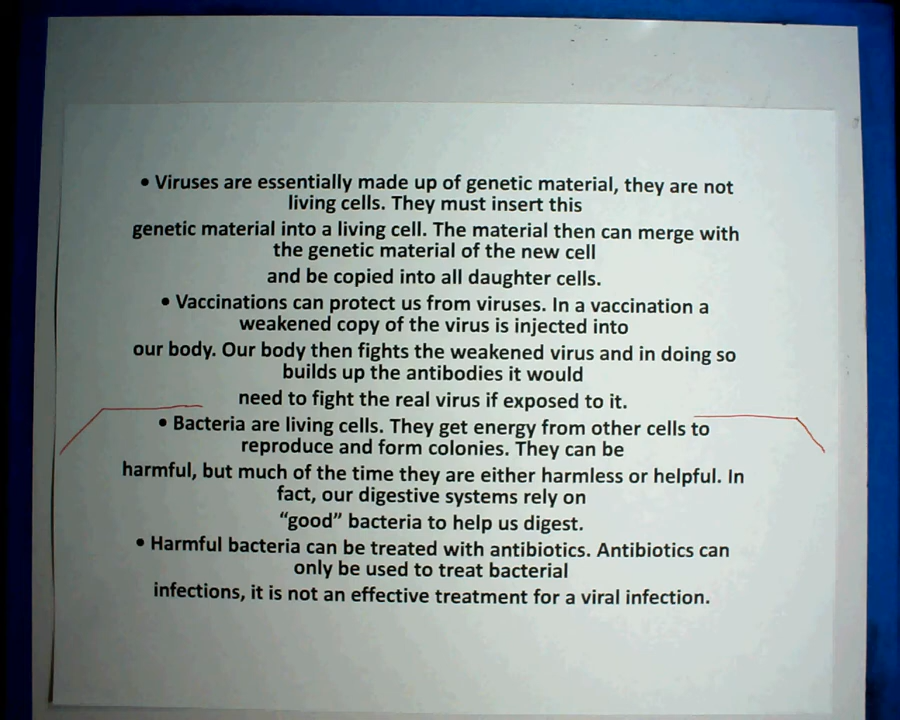 • Viruses are essentially made up of genetic material, they are not
living cells. They must insert this
genetic material into a living cell. The material then can merge with
the genetic material of the new cell
and be copied into all daughter cells.
• Vaccinations can protect us from viruses. In a vaccination a
weakened copy of the virus is injected into
our body. Our body then fights the weakened virus and in doing so
builds up the antibodies it would
need to fight the real virus if exposed to it.
• Bacteria are living cells. They get energy from other cells to
reproduce and form colonies. They can be
harmful, but much of the time they are either harmless or helpful. In
fact, our digestive systems rely on
“good” bacteria to help us digest.
• Harmful bacteria can be treated with antibiotics. Antibiotics can
only be used to treat bacterial
infections, it is not an effective treatment for a viral infection.